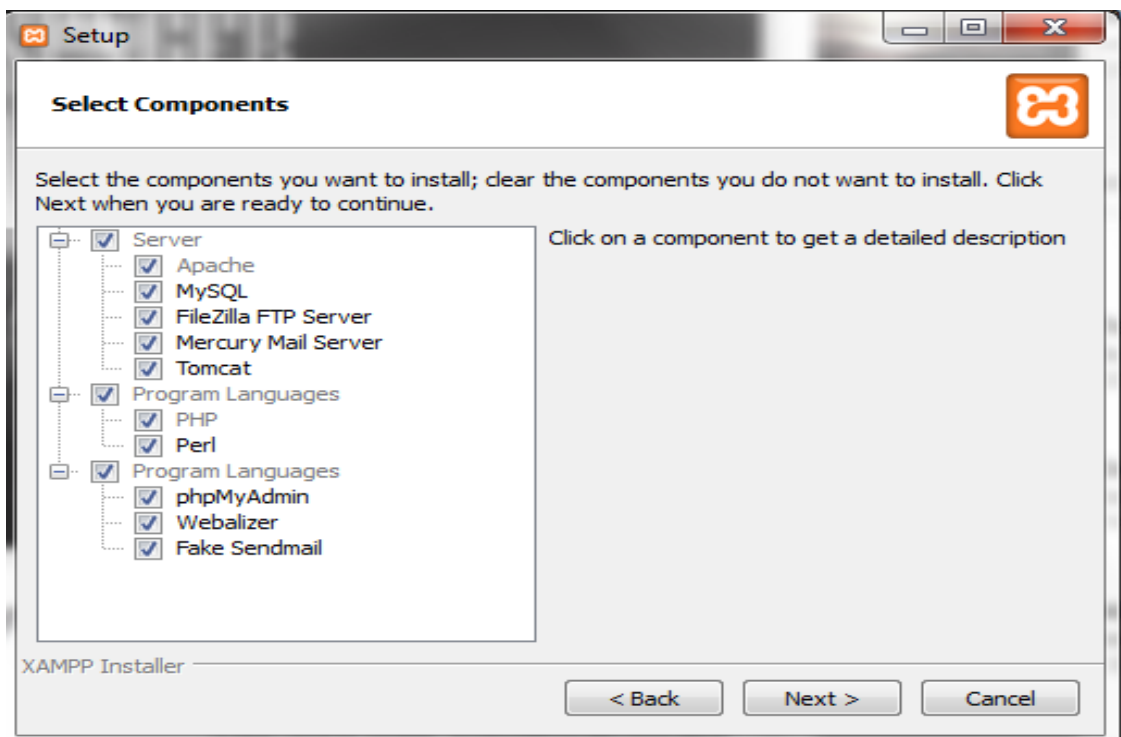 Setup
Select Components
Select the components you want to install; clear the components you do not want to install. Click
Next when you are ready to continue.
Server
Apache
MySQL
FileZilla FTP Server
Mercury Mail Server
Tomcat
Program Languages
PHP
Perl
Program Languages
phpMyAdmin
Webalizer
Fake Sendmail
Click on a component to get a detailed description
XAMPP Installer
< Back
Next >
Cancel